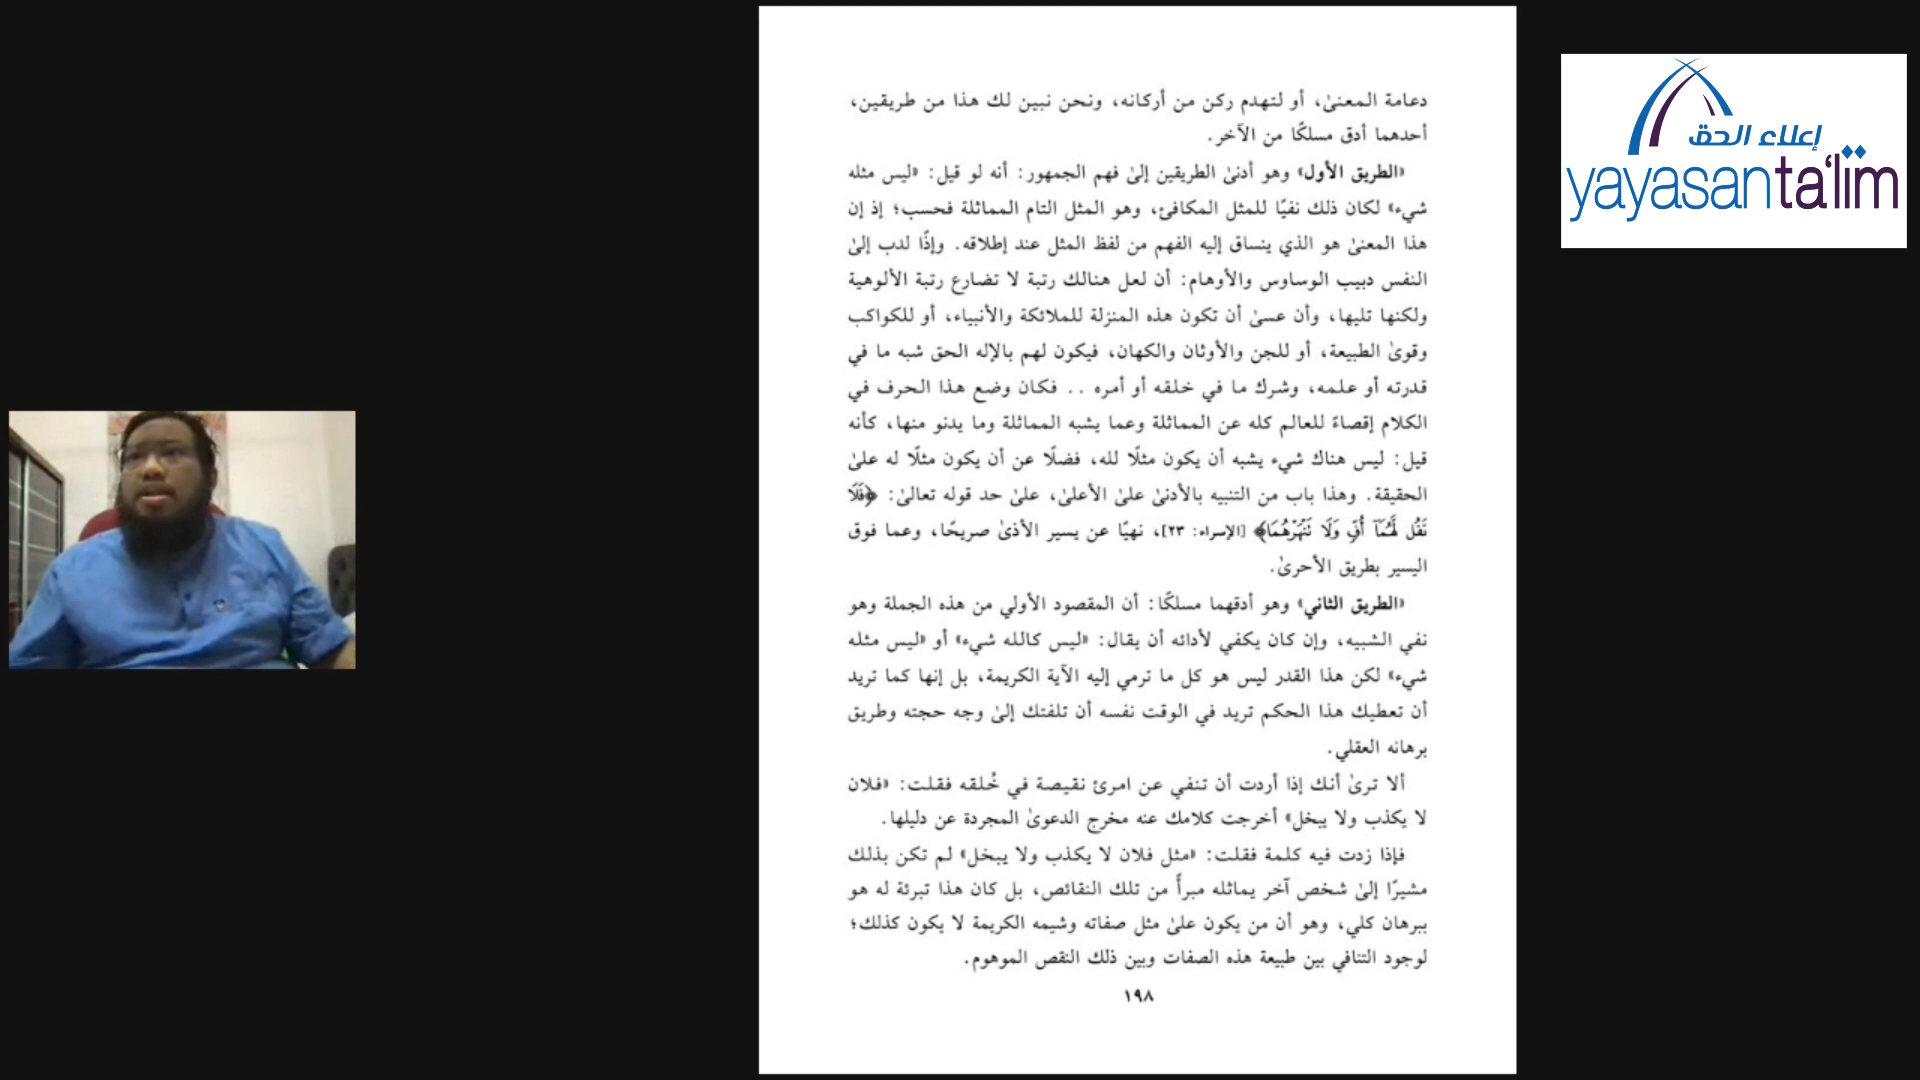 دعامة المعنىٰ، أو لتهدم ركن من أركانه، ونحن نبين لك هذا من طريقين،
أحدهما أدق مسلكًا من الآخر.
«الطريق الأول» وهو أدنىٰ الطريقين إلىٰ فهم الجمهور: أنه لو قيل: «ليس مثله
شيء» لكان ذلك نفيًا للمثل المكافئ، وهو المثل التام المماثلة فحسب؛ إذ إن
هذا المعنىٰ هو الذي ينساق إليه الفهم من لفظ المثل عند إطلاقه. وإذًا لدب إلىٰ
النفس دبيب الوساوس والأوهام: أن لعل هنالك رتبة لا تضارع رتبة الألوهية
ولكنها تليها، وأن عسىٰ أن تكون هذه المنزلة للملائكة والأنبياء، أو للكواكب
وقوىٰ الطبيعة، أو للجن والأوثان والكهان، فيكون لهم بالإله الحق شبه ما في
قدرته أو علمه، وشرك ما في خلقه أو أمره .. فكان وضع هذا الحرف في
الكلام إقصاءً للعالم كله عن المماثلة وعما يشبه المماثلة وما يدنو منها، كأنه
قيل: ليس هناك شيء يشبه أن يكون مثلًا لله، فضلًا عن أن يكون مثلًا له علىٰ
الحقيقة. وهذا باب من التنبيه بالأدنىٰ علىٰ الأعلىٰ، علىٰ حد قوله تعالىٰ: ﴿فَلَا
تَقُل لَّهُمَآ أُفٍّ وَلَا تَنْهَرْهُمَا﴾ [الإسراء: ٢٣]، نهيًا عن يسير الأذىٰ صريحًا، وعما فوق
اليسير بطريق الأحرىٰ.
«الطريق الثاني» وهو أدقهما مسلكًا: أن المقصود الأولي من هذه الجملة وهو
نفي الشبيه، وإن كان يكفي لأدائه أن يقال: «ليس كالله شيء» أو «ليس مثله
شيء» لكن هذا القدر ليس هو كل ما ترمي إليه الآية الكريمة، بل إنها كما تريد
أن تعطيك هذا الحكم تريد في الوقت نفسه أن تلفتك إلىٰ وجه حجته وطريق
برهانه العقلي.
ألا ترىٰ أنك إذا أردت أن تنفي عن امرئ نقيصة في خُلقه فقلت: «فلان
لا يكذب ولا يبخل» أخرجت كلامك عنه مخرج الدعوىٰ المجردة عن دليلها.
فإذا زدت فيه كلمة فقلت: «مثل فلان لا يكذب ولا يبخل» لم تكن بذلك
مشيرًا إلىٰ شخص آخر يماثله مبرأً من تلك النقائص، بل كان هذا تبرئة له هو
ببرهان كلي، وهو أن من يكون علىٰ مثل صفاته وشيمه الكريمة لا يكون كذلك؛
لوجود التنافي بين طبيعة هذه الصفات وبين ذلك النقص الموهوم.
١٩٨
إعلاء الحق
yayasanta'lim